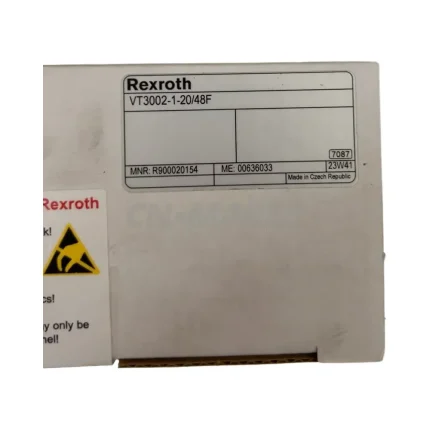 Rexroth
VT3002-1-20/48F
7087
MNR: R900020154
ME: 00636033
23W41
Made in Czech Republic
Rexroth
k!
cs!
y only be
nel!